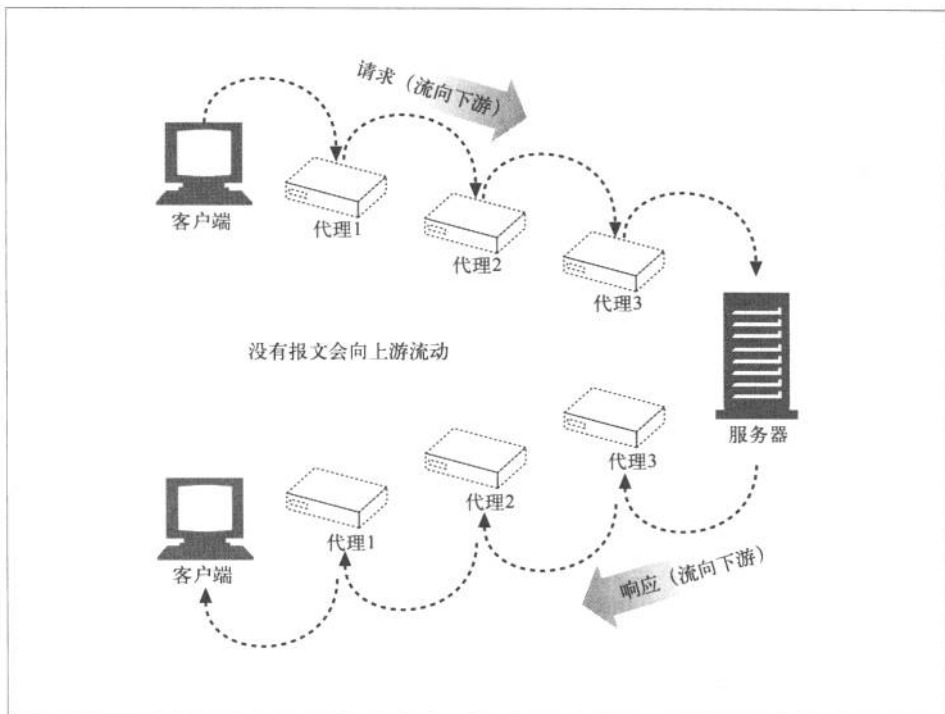 请求（流向下游）
客户端
代理1
代理2
代理3
没有报文会向上游流动
服务器
代理3
代理2
代理1
客户端
响应（流向下游）